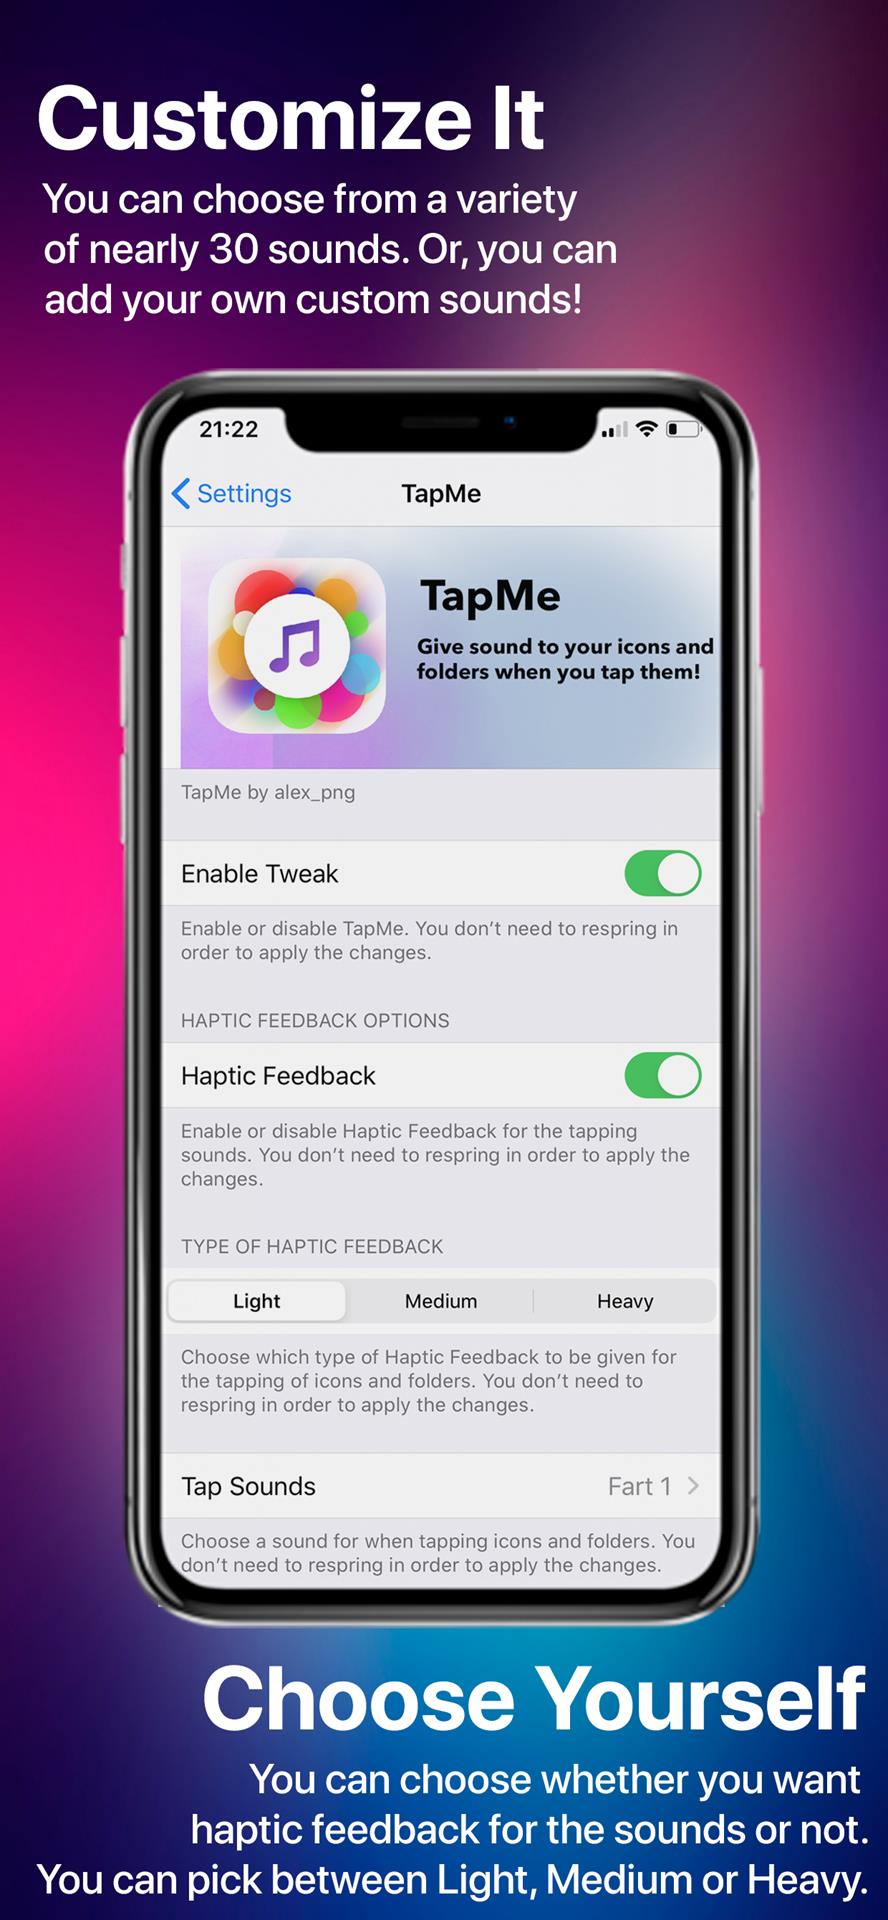 Customize It
You can choose from a variety
of nearly 30 sounds. Or, you can
add your own custom sounds!
21:22
Settings
TapMe
TapMe
Give sound to your icons and
folders when you tap them!
TapMe by alex_png
Enable Tweak
Enable or disable TapMe. You don’t need to respring in
order to apply the changes.
HAPTIC FEEDBACK OPTIONS
Haptic Feedback
Enable or disable Haptic Feedback for the tapping
sounds. You don’t need to respring in order to apply the
changes.
TYPE OF HAPTIC FEEDBACK
Light
Medium
Heavy
Choose which type of Haptic Feedback to be given for
the tapping of icons and folders. You don’t need to
respring in order to apply the changes.
Tap Sounds
Fart 1
Choose a sound for when tapping icons and folders. You
don’t need to respring in order to apply the changes.
Choose Yourself
You can choose whether you want
haptic feedback for the sounds or not.
You can pick between Light, Medium or Heavy.